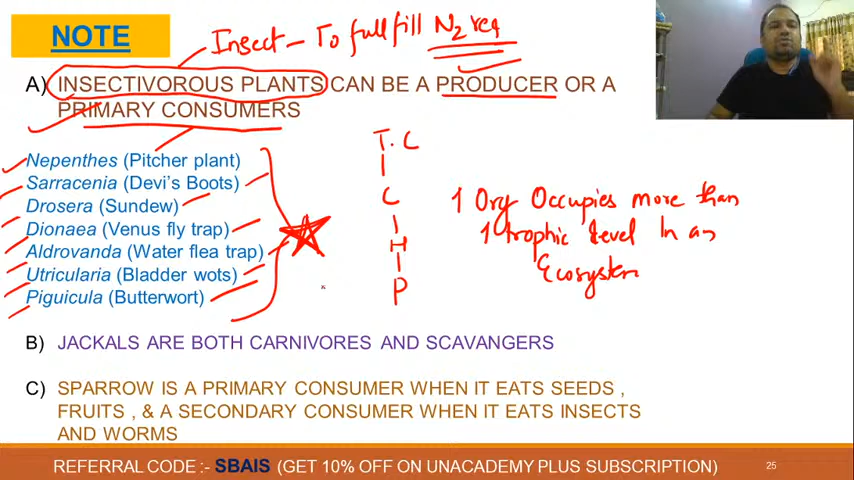 NOTE
Insect - To fullfill N2 req
A) INSECTIVOROUS PLANTS CAN BE A PRODUCER OR A
PRIMARY CONSUMERS
Nepenthes (Pitcher plant)
Sarracenia (Devi's Boots)
Drosera (Sundew)
Dionaea (Venus fly trap)
Aldrovanda (Water flea trap)
Utricularia (Bladder wots)
Piguicula (Butterwort)
T.C
C
H
P
1 Org Occupies more than
1 trophic level In an
Ecosystem
B) JACKALS ARE BOTH CARNIVORES AND SCAVANGERS
C) SPARROW IS A PRIMARY CONSUMER WHEN IT EATS SEEDS ,
FRUITS , & A SECONDARY CONSUMER WHEN IT EATS INSECTS
AND WORMS
REFERRAL CODE :- SBAIS (GET 10% OFF ON UNACADEMY PLUS SUBSCRIPTION)
25